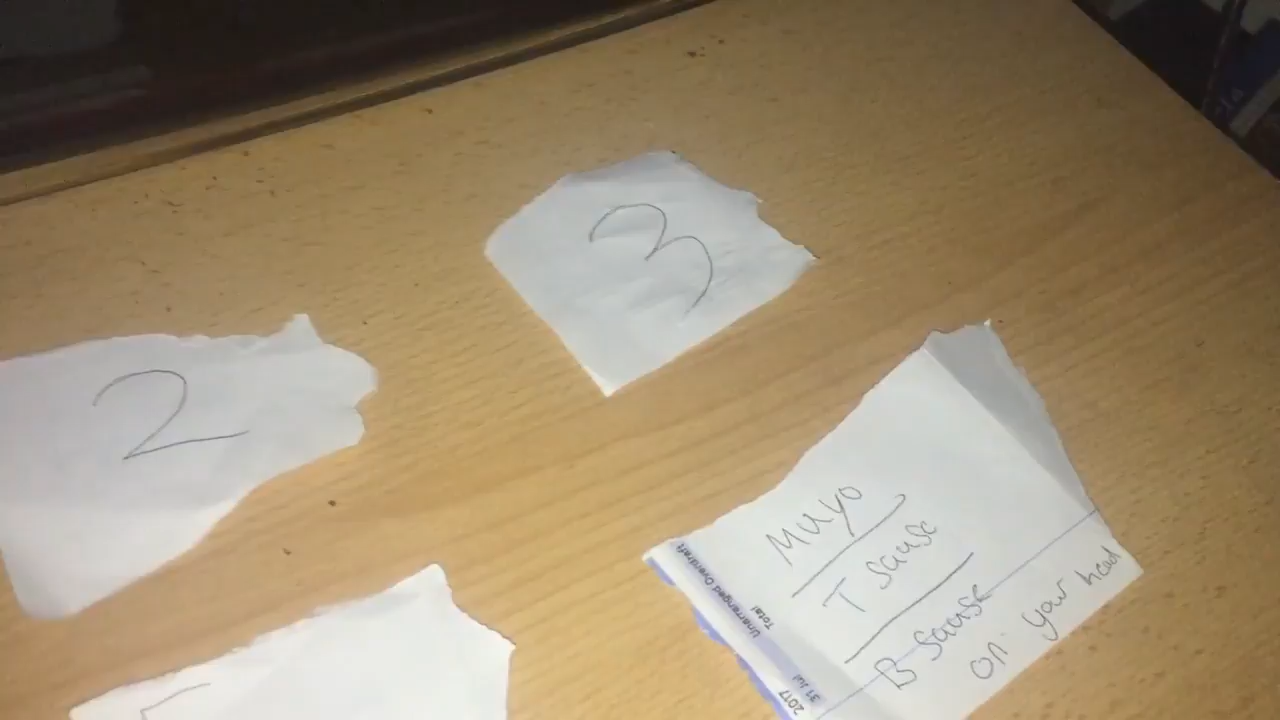 3
2
Muyo
T sause
B sause
on your head
Unarranged Overdraft
Total
31 Jul
2017